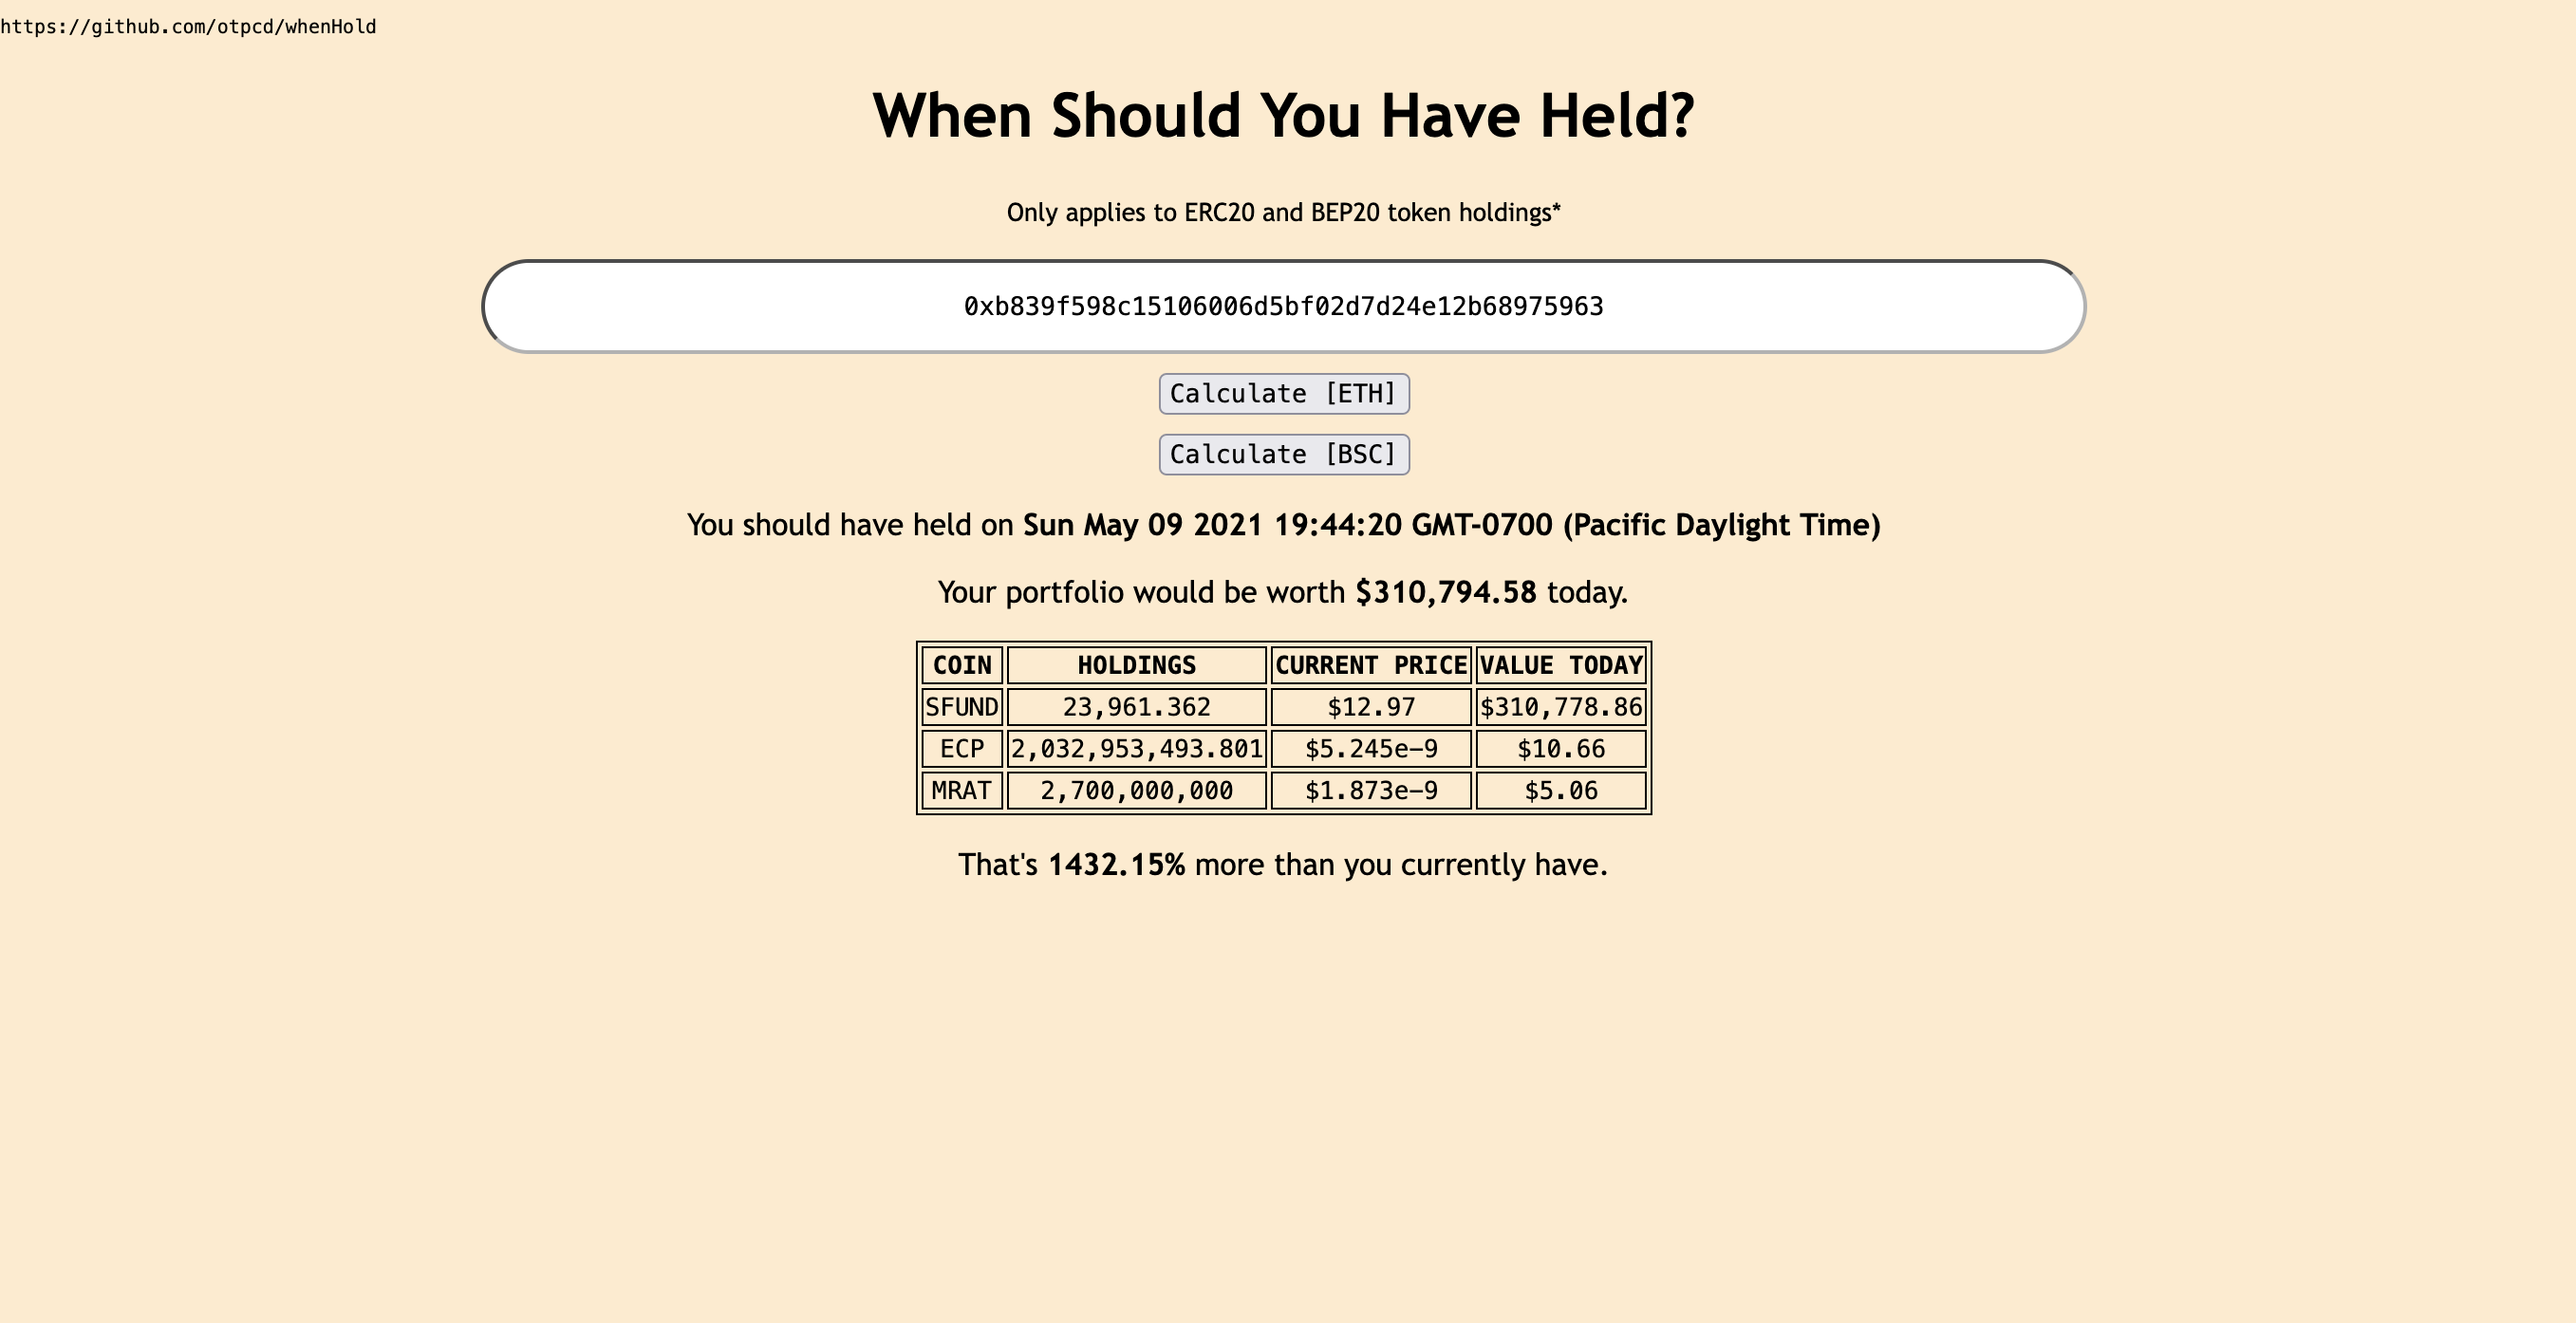 https://github.com/otpcd/whenHold
When Should You Have Held?
Only applies to ERC20 and BEP20 token holdings*
0xb839f598c15106006d5bf02d7d24e12b68975963
Calculate [ETH]
Calculate [BSC]
You should have held on Sun May 09 2021 19:44:20 GMT-0700 (Pacific Daylight Time)
Your portfolio would be worth $310,794.58 today.
COIN HOLDINGS CURRENT PRICE VALUE TODAY
SFUND 23,961.362 $12.97 $310,778.86
ECP 2,032,953,493.801 $5.245e-9 $10.66
MRAT 2,700,000,000 $1.873e-9 $5.06
That's 1432.15% more than you currently have.